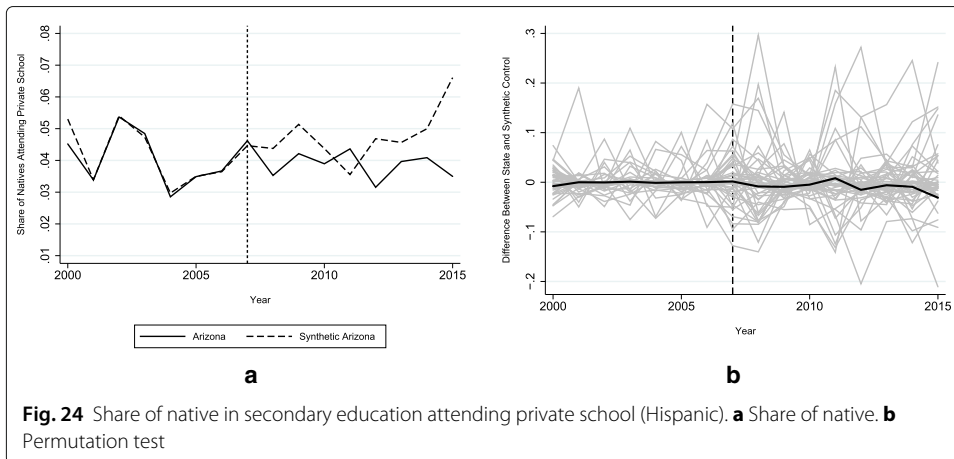 Share of Natives Attending Private School
.08
.07
.06
.05
.04
.03
.02
.01
2000
2005
2010
2015
Year
Arizona
Synthetic Arizona
a
Difference Between State and Synthetic Control
.3
.2
.1
0
-.1
-.2
2000
2005
2010
2015
Year
b
Fig. 24 Share of native in secondary education attending private school (Hispanic). a Share of native. b
Permutation test